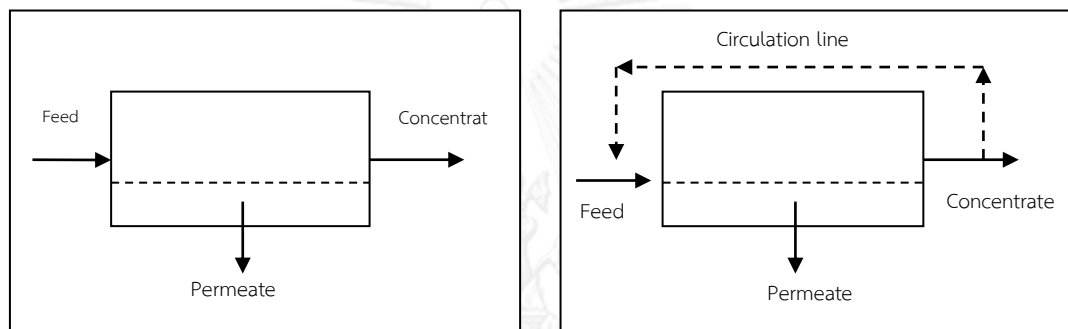 Feed
Concentrat
Permeate
Circulation line
Feed
Concentrate
Permeate